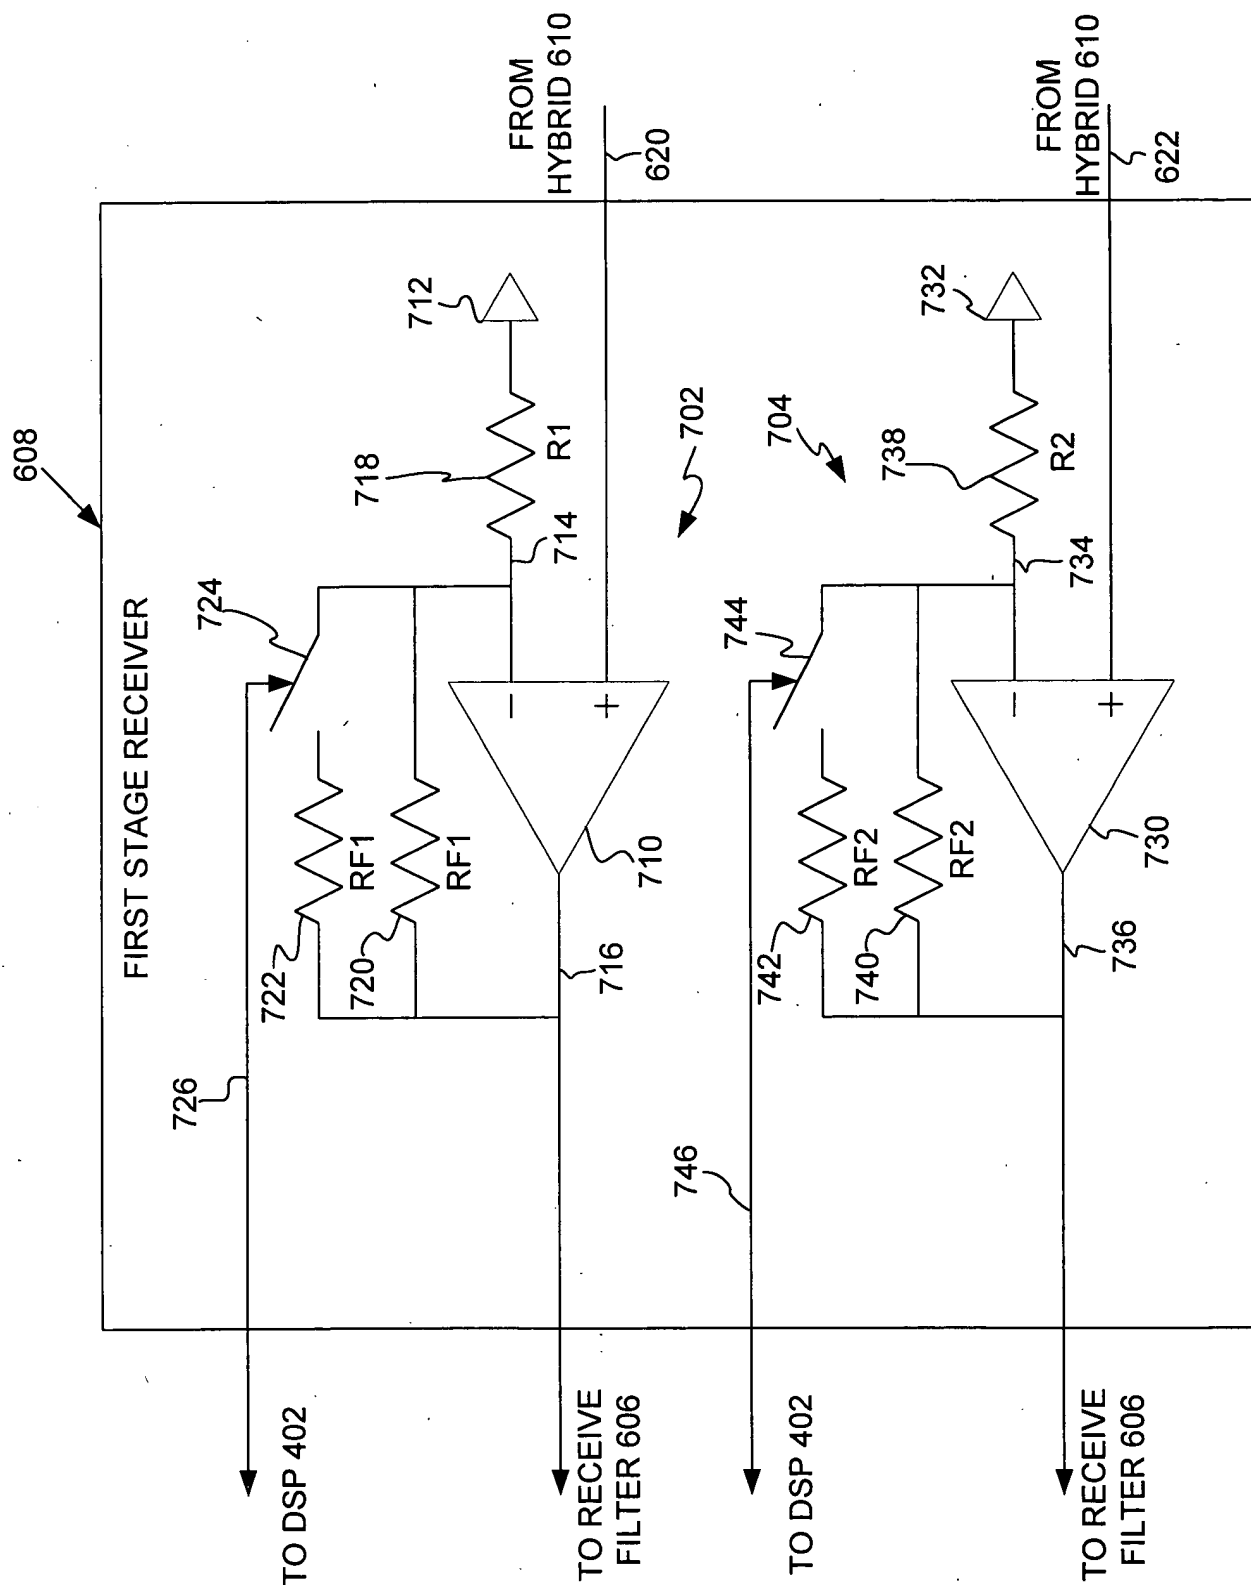 608
FIRST STAGE RECEIVER
726
724
722
RF1
720
RF1
718
R1
712
714
−
+
710
716
702
FROM
HYBRID 610
620
TO DSP 402
TO RECEIVE
FILTER 606
746
744
742
RF2
740
RF2
704
738
R2
732
734
−
+
730
736
FROM
HYBRID 610
622
TO DSP 402
TO RECEIVE
FILTER 606